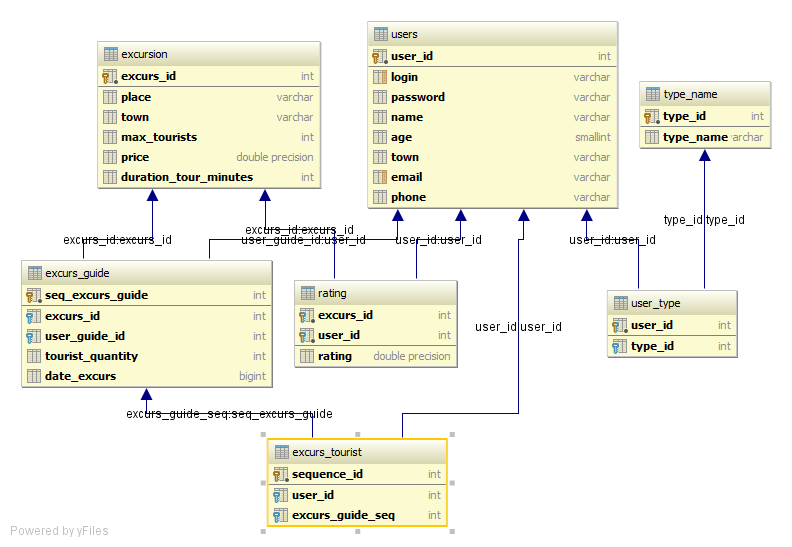 excursion
excurs_id int
place varchar
town varchar
max_tourists int
price double precision
duration_tour_minutes int
users
user_id int
login varchar
password varchar
name varchar
age smallint
town varchar
email varchar
phone varchar
type_name
type_id int
type_name varchar
excurs_id:excurs_id
excurs_id:excurs_id
user_guide_id:user_id
user_id:user_id
user_id:user_id
type_id:type_id
excurs_guide
seq_excurs_guide int
excurs_id int
user_guide_id int
tourist_quantity int
date_excurs bigint
rating
excurs_id int
user_id int
rating double precision
user_id:user_id
user_type
user_id int
type_id int
excurs_guide_seq:seq_excurs_guide
excurs_tourist
sequence_id int
user_id int
excurs_guide_seq int
Powered by yFiles